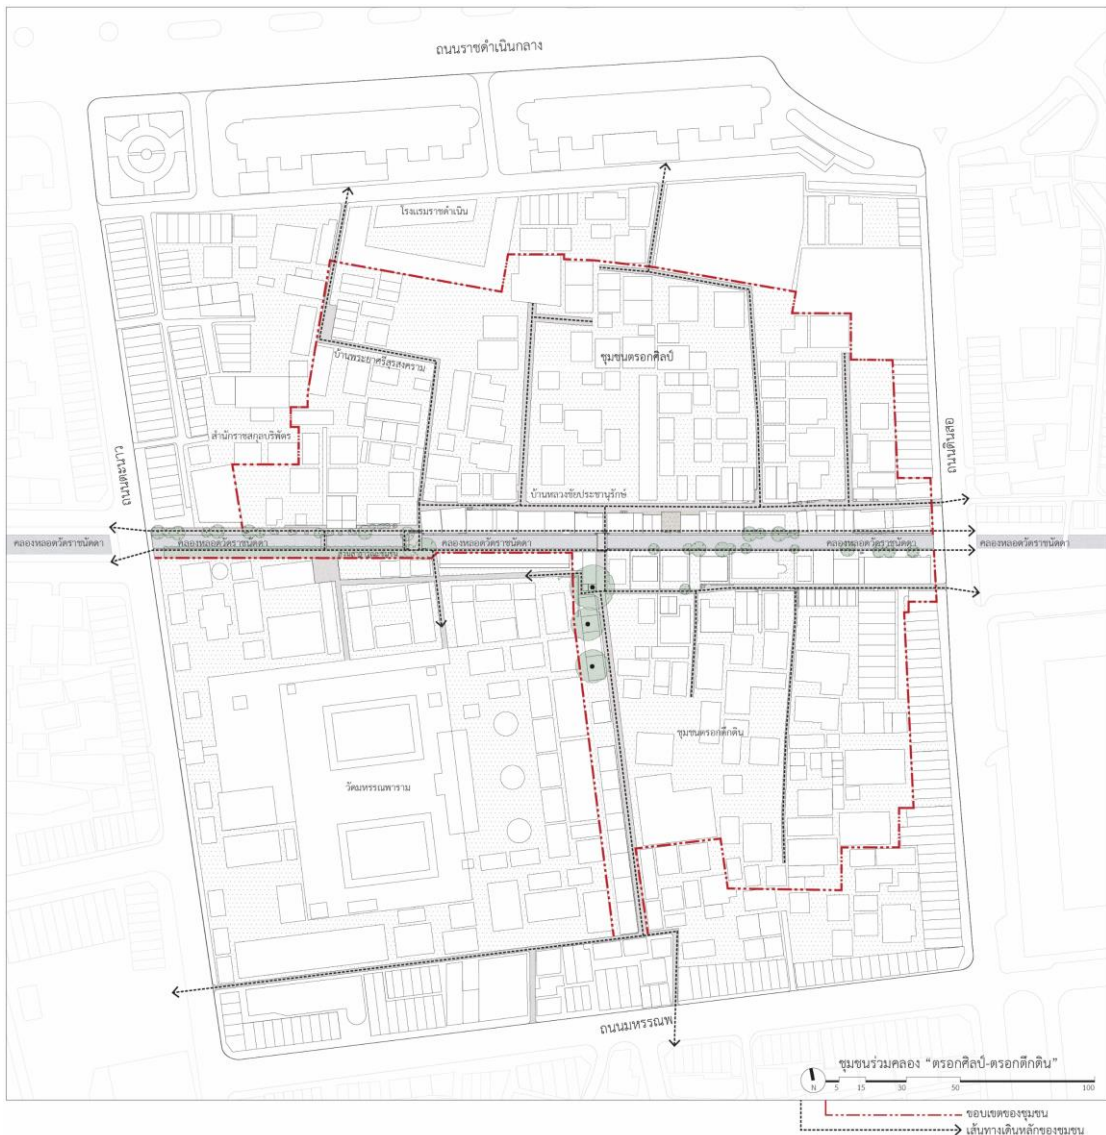 ถนนราชดำเนินกลาง
โรงแรมราชดำเนิน
บ้านพระยาศรีสุรสงคราม
ชุมชนตรอกศิลป์
สำนักราชสกุลบริพัตร
ถนนตะนาว
ถนนดินสอ
บ้านหลวงชัยประชานุรักษ์
คลองหลอดวัดราชนัดดา
คลองหลอดวัดราชนัดดา
คลองหลอดวัดราชนัดดา
คลองหลอดวัดราชนัดดา
คลองหลอดวัดราชนัดดา
ชุมชนตรอกตึกดิน
วัดมหรรณพาราม
ถนนมหรรณพ
ชุมชนร่วมคลอง “ตรอกศิลป์-ตรอกตึกดิน”
N 5 15 30 50 100
ขอบเขตของชุมชน
เส้นทางเดินหลักของชุมชน